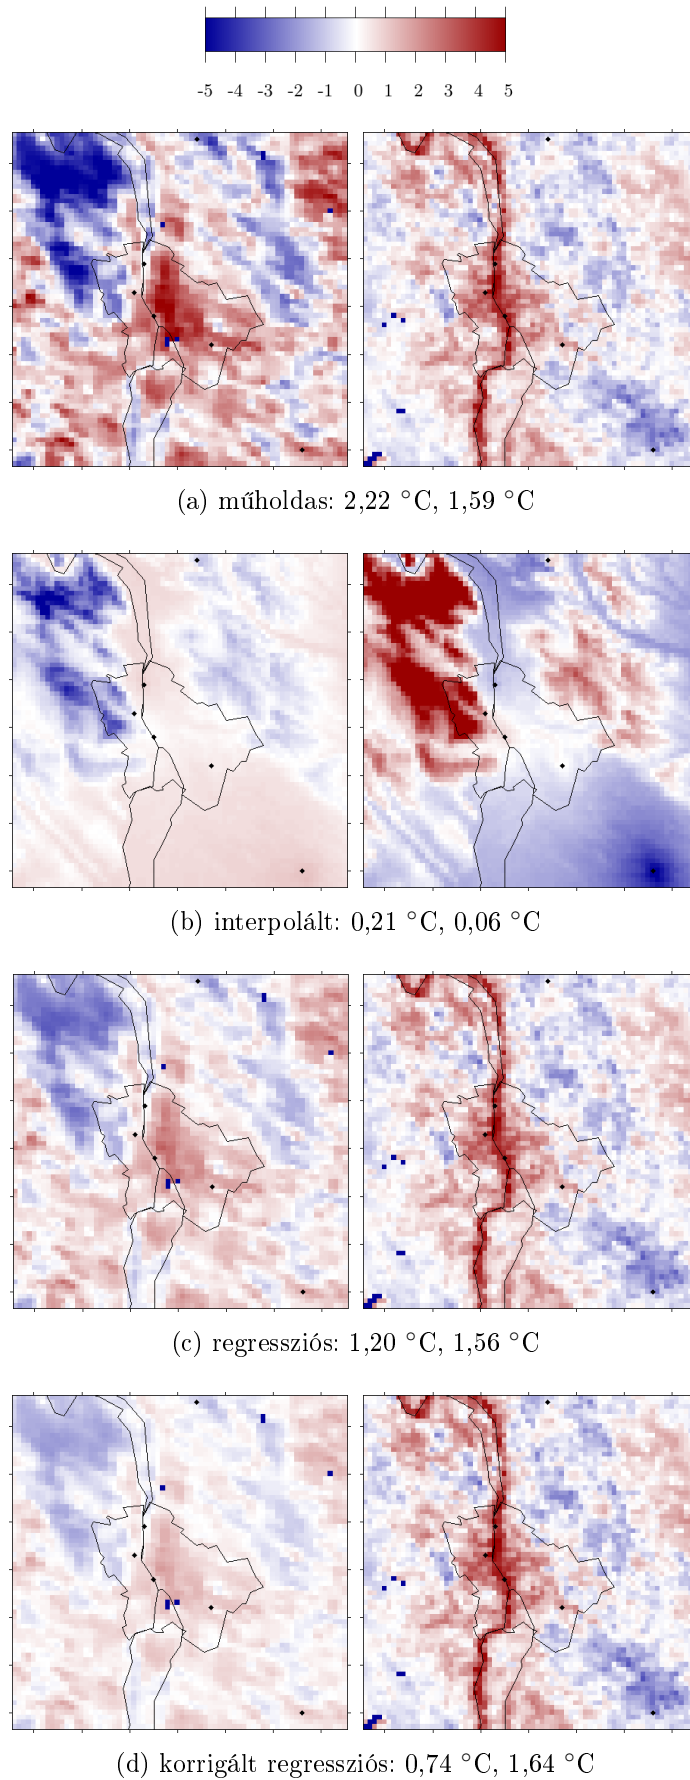 -5 -4 -3 -2 -1 0 1 2 3 4 5
(a) műholdas: 2,22 °C, 1,59 °C
(b) interpolált: 0,21 °C, 0,06 °C
(c) regressziós: 1,20 °C, 1,56 °C
(d) korrigált regressziós: 0,74 °C, 1,64 °C